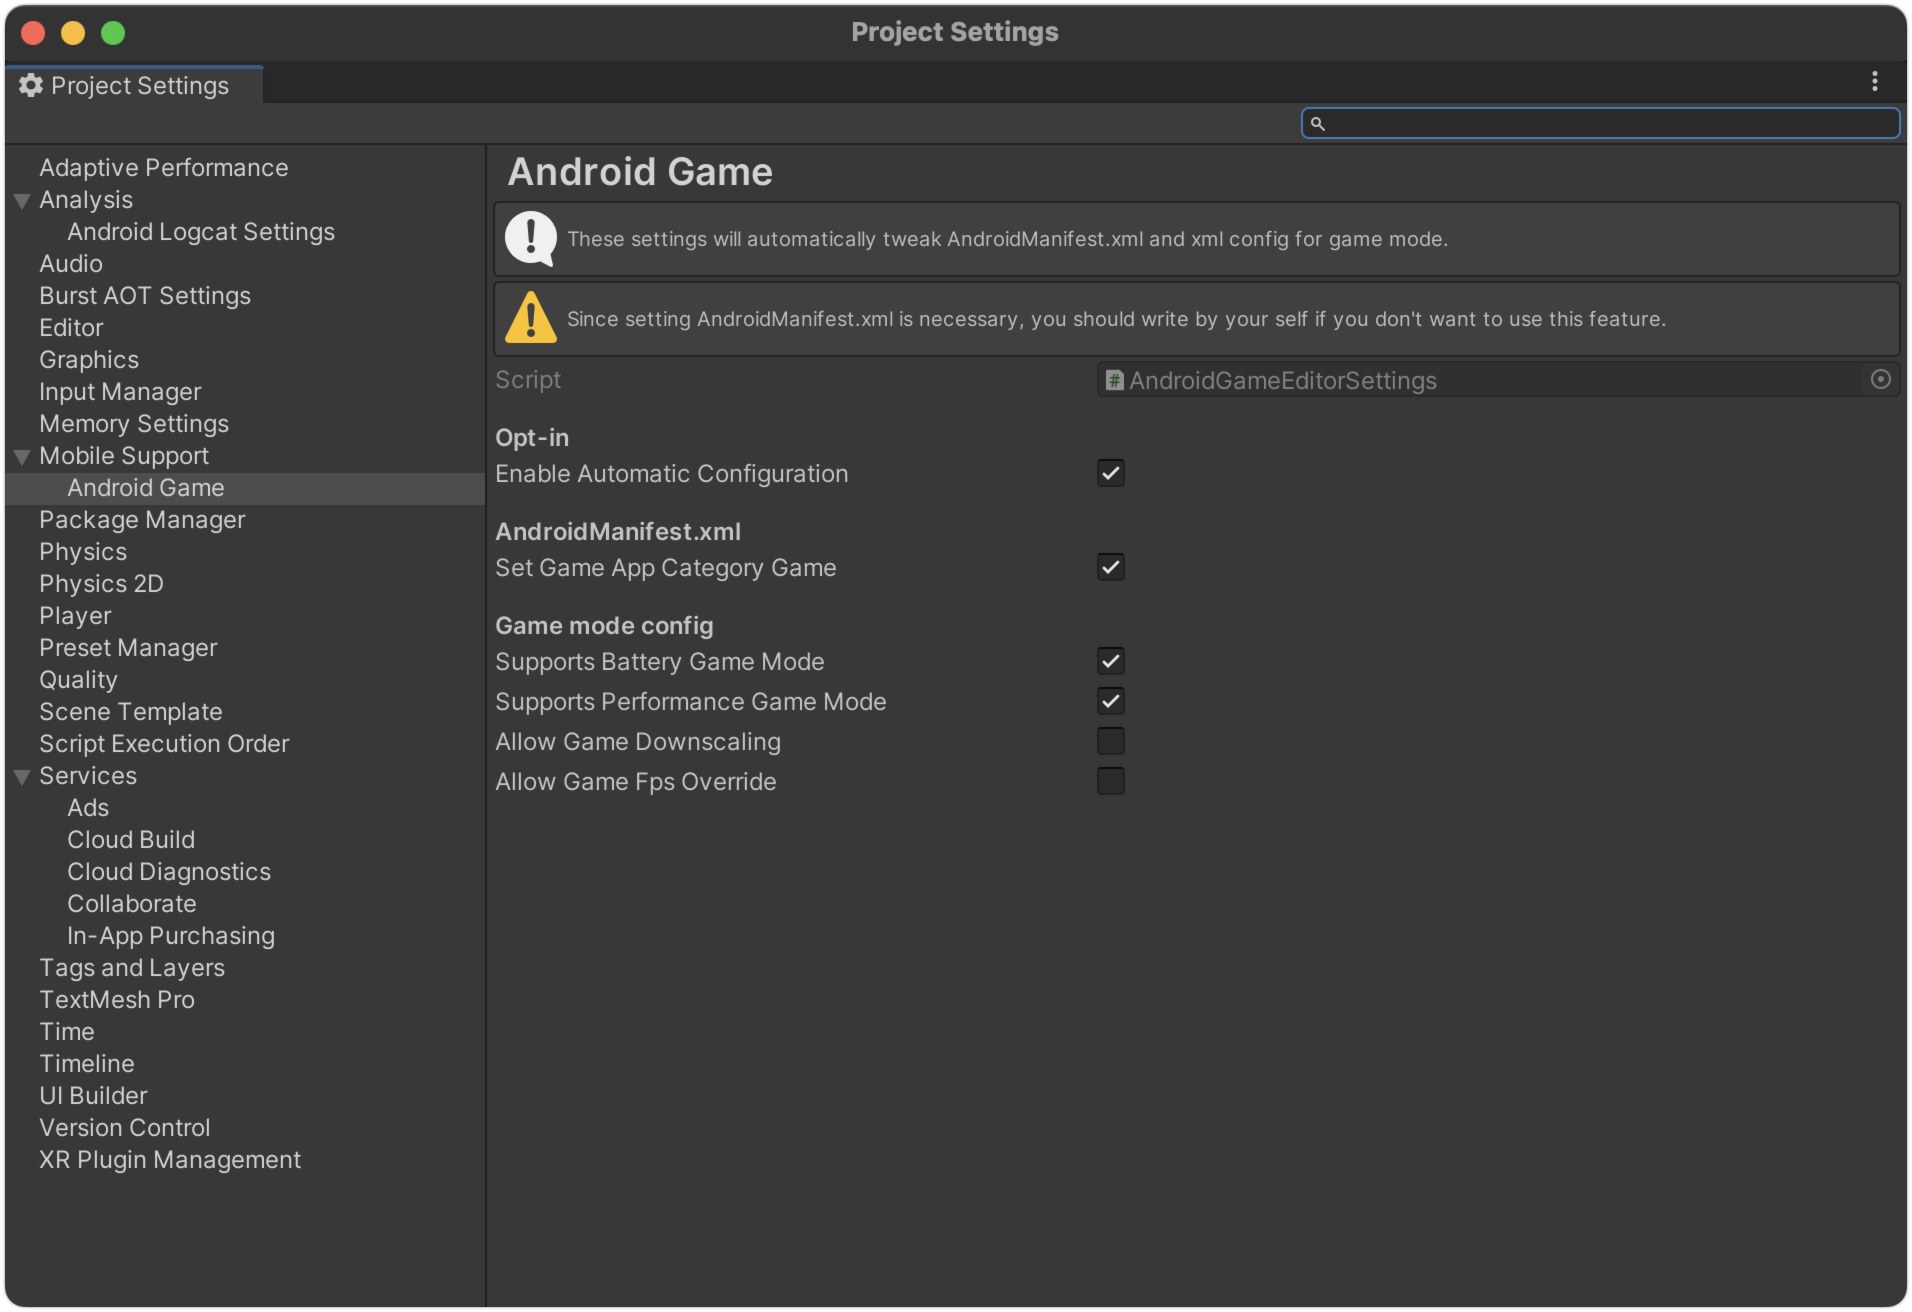 Project Settings
Project Settings
Adaptive Performance
Analysis
Android Logcat Settings
Audio
Burst AOT Settings
Editor
Graphics
Input Manager
Memory Settings
Mobile Support
Android Game
Package Manager
Physics
Physics 2D
Player
Preset Manager
Quality
Scene Template
Script Execution Order
Services
Ads
Cloud Build
Cloud Diagnostics
Collaborate
In-App Purchasing
Tags and Layers
TextMesh Pro
Time
Timeline
UI Builder
Version Control
XR Plugin Management
Android Game
These settings will automatically tweak AndroidManifest.xml and xml config for game mode.
Since setting AndroidManifest.xml is necessary, you should write by your self if you don't want to use this feature.
Script # AndroidGameEditorSettings
Opt-in
Enable Automatic Configuration
AndroidManifest.xml
Set Game App Category Game
Game mode config
Supports Battery Game Mode
Supports Performance Game Mode
Allow Game Downscaling
Allow Game Fps Override